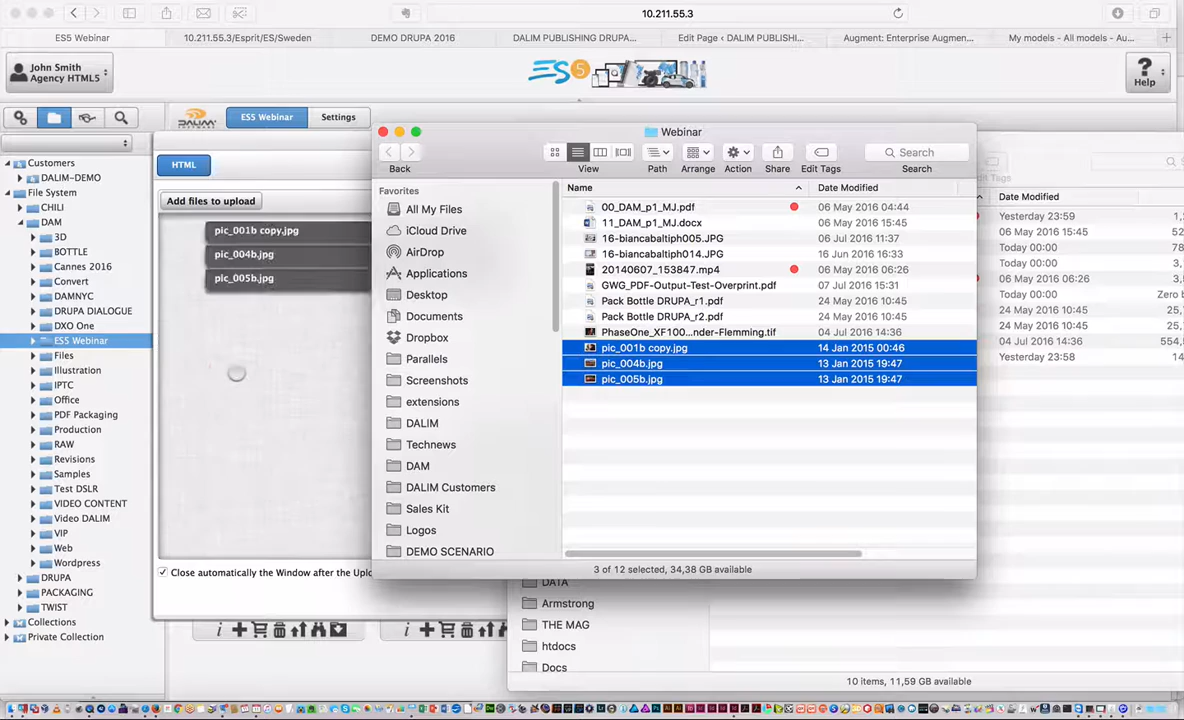 10.211.55.3
ES5 Webinar
10.211.55.3/Esprit/ES/Sweden
DEMO DRUPA 2016
DALIM PUBLISHING DRUPA...
Edit Page ‹ DALIM PUBLISHI...
Augment: Enterprise Augmen...
My models - All models - Au...
John Smith
Agency HTML5
ES5
Help
DALIM
ES5 Webinar
Settings
Customers
DALIM-DEMO
File System
CHILI
DAM
3D
BOTTLE
Cannes 2016
Convert
DAMNYC
DRUPA DIALOGUE
DXO One
ES5 Webinar
Files
Illustration
IPTC
Office
PDF Packaging
Production
RAW
Revisions
Samples
Test DSLR
VIDEO CONTENT
Video DALIM
VIP
Web
Wordpress
DRUPA
PACKAGING
TWIST
Collections
Private Collection
HTML
Add files to upload
pic_001b copy.jpg
pic_004b.jpg
pic_005b.jpg
Close automatically the Window after the Uplo
Webinar
Back
View
Path
Arrange
Action
Share
Edit Tags
Search
Search
Favorites
All My Files
iCloud Drive
AirDrop
Applications
Desktop
Documents
Dropbox
Parallels
Screenshots
extensions
DALIM
Technews
DAM
DALIM Customers
Sales Kit
Logos
DEMO SCENARIO
Name
Date Modified
00_DAM_p1_MJ.pdf
06 May 2016 04:44
11_DAM_p1_MJ.docx
06 May 2016 15:45
16-biancabaltiph005.JPG
06 Jul 2016 11:37
16-biancabaltiph014.JPG
16 Jun 2016 16:33
20140607_153847.mp4
06 May 2016 06:26
GWG_PDF-Output-Test-Overprint.pdf
07 Jul 2016 15:31
Pack Bottle DRUPA_r1.pdf
24 May 2016 10:45
Pack Bottle DRUPA_r2.pdf
24 May 2016 10:45
PhaseOne_XF100...nder-Flemming.tif
04 Jul 2016 14:36
pic_001b copy.jpg
14 Jan 2015 00:46
pic_004b.jpg
13 Jan 2015 19:47
pic_005b.jpg
13 Jan 2015 19:47
3 of 12 selected, 34,38 GB available
Date Modified
Yesterday 23:59
06 May 2016 15:45
Today 00:00
Today 00:00
06 May 2016 06:26
Today 00:00
24 May 2016 10:45
24 May 2016 10:45
04 Jul 2016 14:36
Yesterday 23:58
DATA
Armstrong
THE MAG
htdocs
Docs
10 items, 11,59 GB available